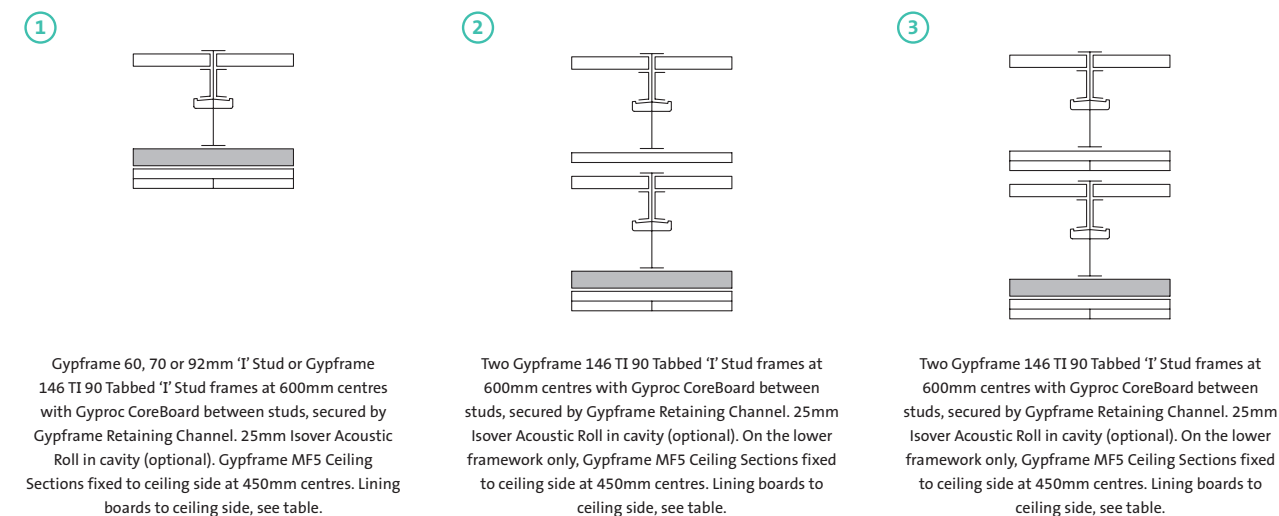 1
Gypframe 60, 70 or 92mm ‘I’ Stud or Gypframe
146 TI 90 Tabbed ‘I’ Stud frames at 600mm centres
with Gyproc CoreBoard between studs, secured by
Gypframe Retaining Channel. 25mm Isover Acoustic
Roll in cavity (optional). Gypframe MF5 Ceiling
Sections fixed to ceiling side at 450mm centres. Lining
boards to ceiling side, see table.
2
Two Gypframe 146 TI 90 Tabbed ‘I’ Stud frames at
600mm centres with Gyproc CoreBoard between
studs, secured by Gypframe Retaining Channel. 25mm
Isover Acoustic Roll in cavity (optional). On the lower
framework only, Gypframe MF5 Ceiling Sections fixed
to ceiling side at 450mm centres. Lining boards to
ceiling side, see table.
3
Two Gypframe 146 TI 90 Tabbed ‘I’ Stud frames at
600mm centres with Gyproc CoreBoard between
studs, secured by Gypframe Retaining Channel. 25mm
Isover Acoustic Roll in cavity (optional). On the lower
framework only, Gypframe MF5 Ceiling Sections fixed
to ceiling side at 450mm centres. Lining boards to
ceiling side, see table.